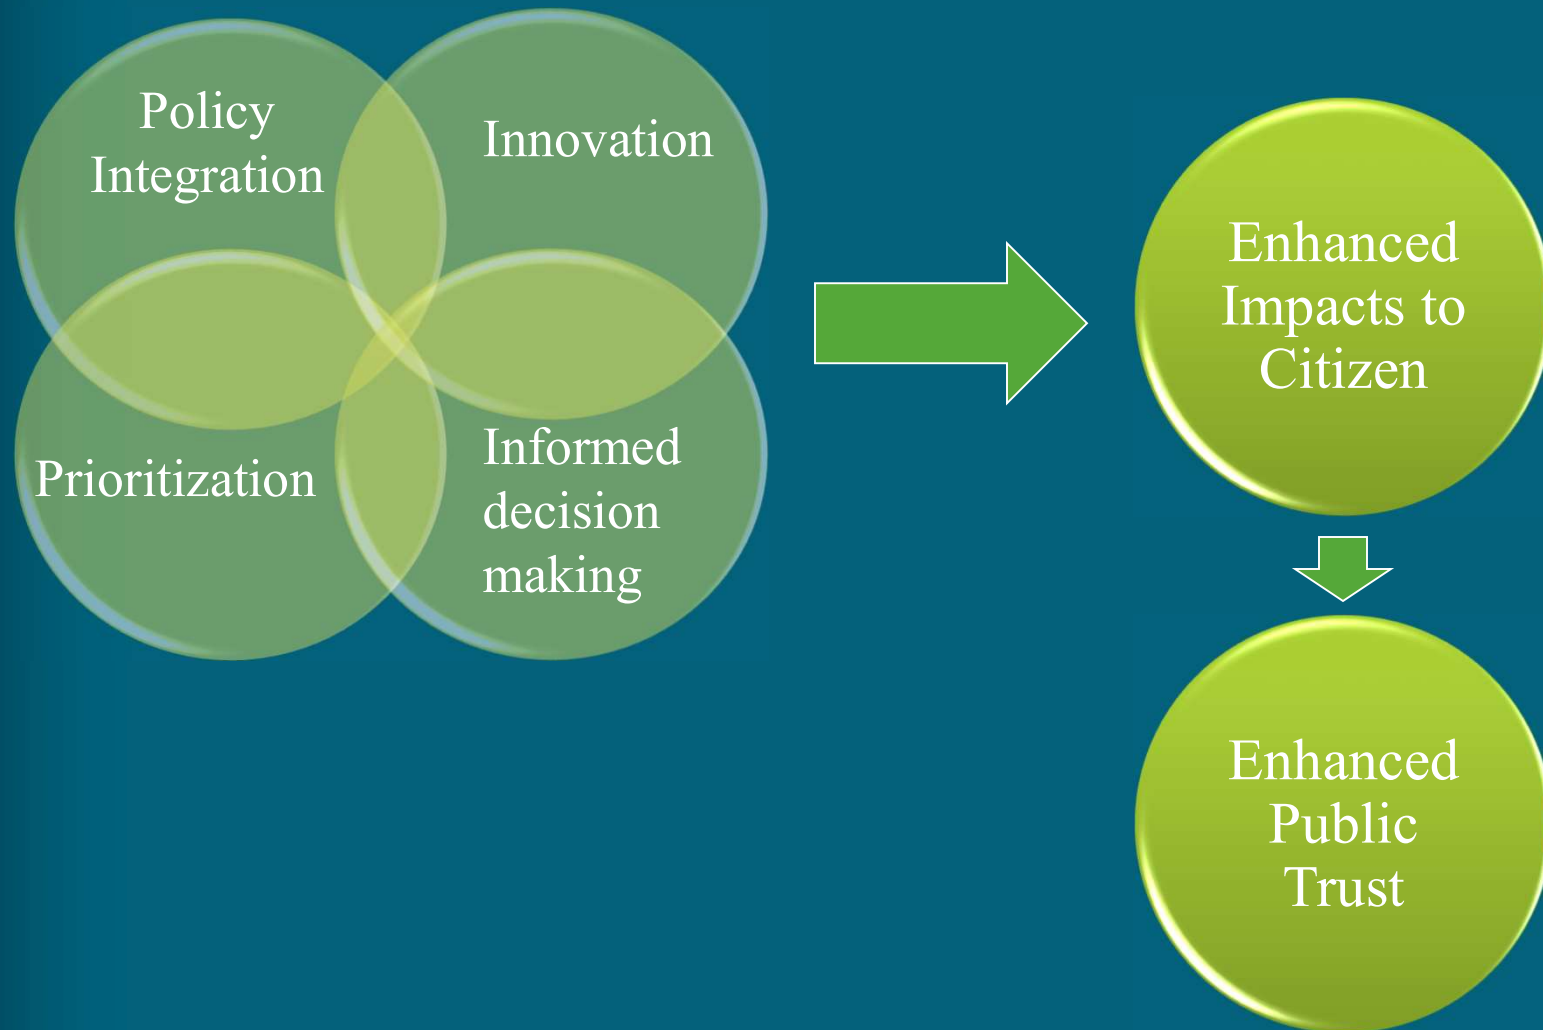 Policy
Integration
Innovation
Prioritization
Informed
decision
making
Enhanced
Impacts to
Citizen
Enhanced
Public
Trust